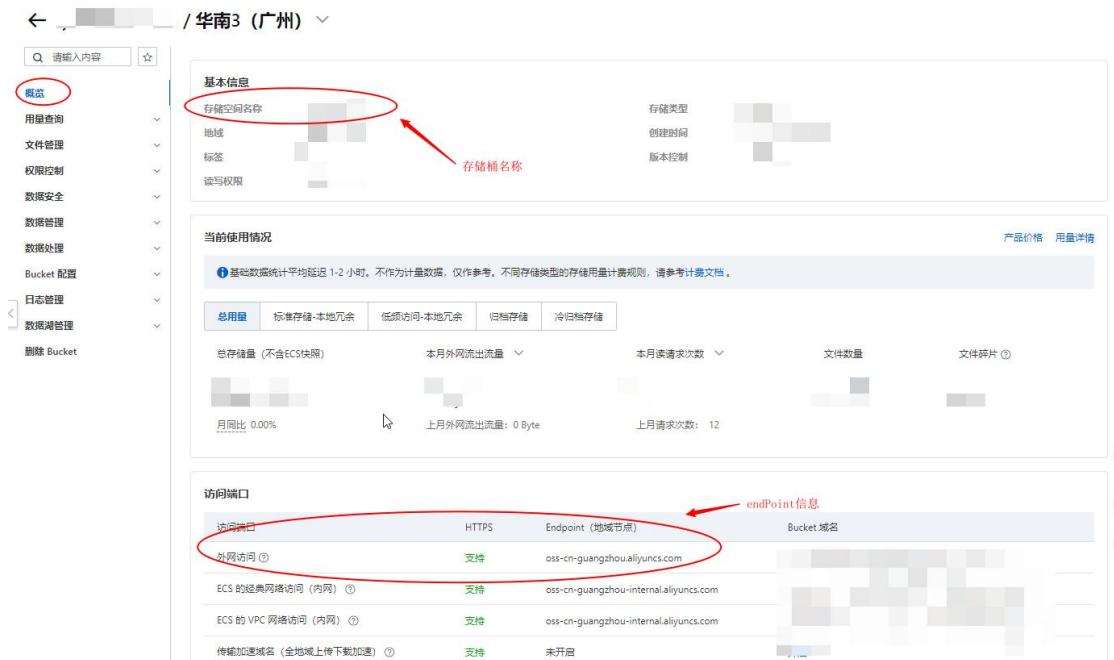 / 华南3（广州）
请输入内容
概览
用量查询
文件管理
权限控制
数据安全
数据管理
数据处理
Bucket 配置
日志管理
数据湖管理
删除 Bucket
基本信息
存储空间名称
存储类型
地域
创建时间
标签
版本控制
读写权限
存储桶名称
当前使用情况
产品价格 用量详情
基础数据统计平均延迟 1-2 小时。不作为计量数据，仅作参考。不同存储类型的存储用量计费规则，请参考计费文档 。
总用量 标准存储-本地冗余 低频访问-本地冗余 归档存储 冷归档存储
总存储量（不含ECS快照） 本月外网流出流量 本月读请求次数 文件数量 文件碎片
月同比 0.00% 上月外网流出流量：0 Byte 上月请求次数： 12
访问端口
endPoint信息
访问端口 HTTPS Endpoint（地域节点） Bucket 域名
外网访问 支持 oss-cn-guangzhou.aliyuncs.com
ECS 的经典网络访问（内网） 支持 oss-cn-guangzhou-internal.aliyuncs.com
ECS 的 VPC 网络访问（内网） 支持 oss-cn-guangzhou-internal.aliyuncs.com
传输加速域名（全地域上传下载加速） 支持 未开启